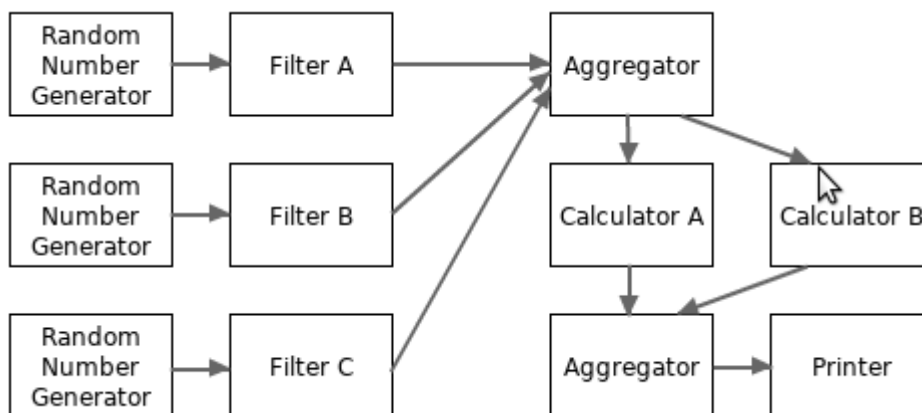 Random
Number
Generator
Filter A
Aggregator
Random
Number
Generator
Filter B
Calculator A
Calculator B
Random
Number
Generator
Filter C
Aggregator
Printer